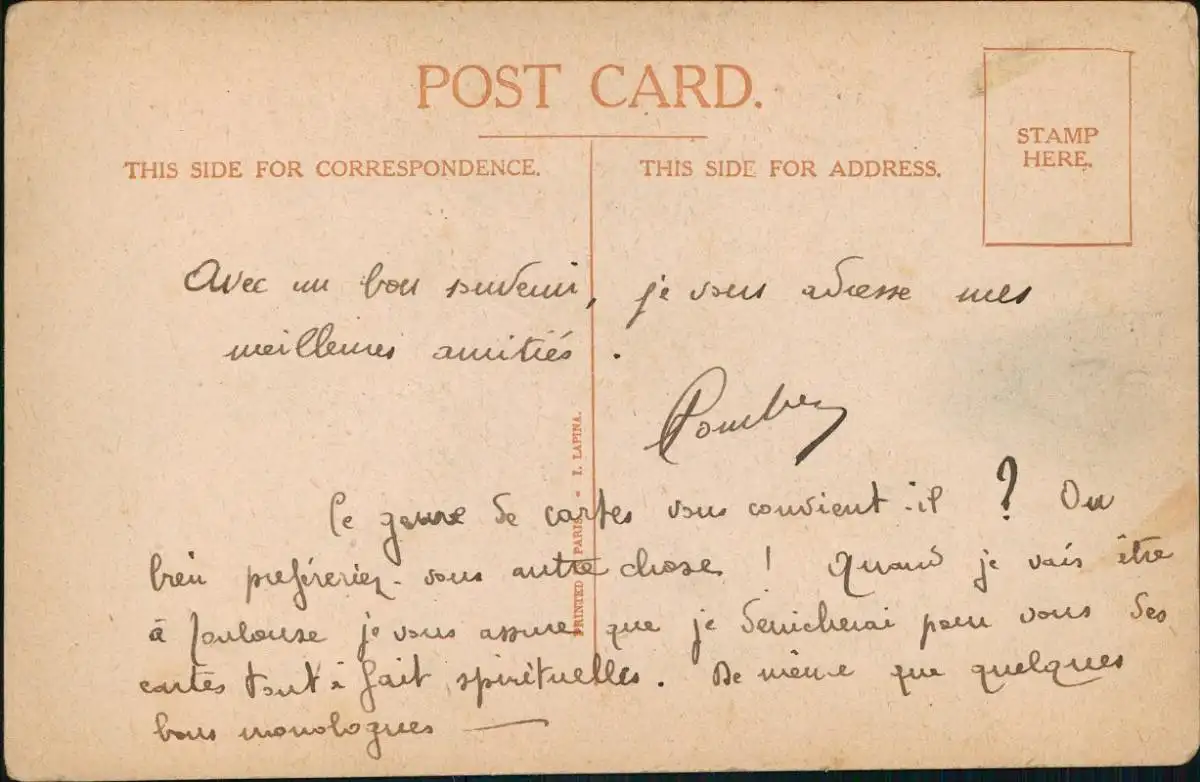 POST CARD.
THIS SIDE FOR CORRESPONDENCE.
THIS SIDE FOR ADDRESS.
STAMP
HERE.
Avec un bon souvenir, je vous adresse mes
meilleures amitiés.
PRINTED IN PARIS - I. LAPINA.
Ce genre de cartes vous convient-il ? Ou
bien préféreriez-vous autre chose ! Quand je vais être
à Toulouse je vous assure que je denicherai pour vous des
cartes tout à fait spirituelles. De même que quelques
bons monologues —